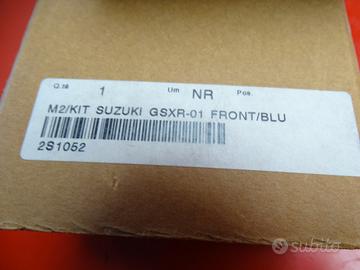 Q.tà 1 Um NR Pos.
M2/KIT SUZUKI GSXR-01 FRONT/BLU
2S1052
subito